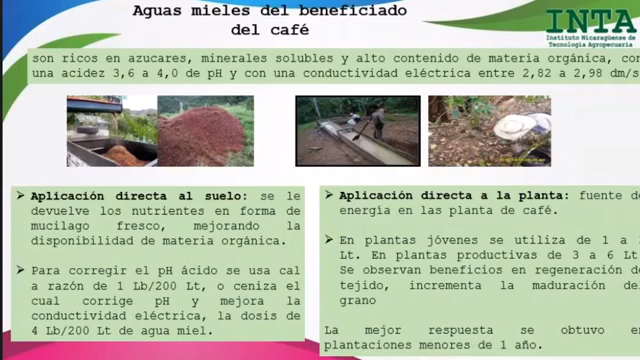 Aguas mieles del beneficiado
del café
INTA
Instituto Nicaragüense de
Tecnología Agropecuaria
son ricos en azucares, minerales solubles y alto contenido de materia orgánica, con
una acidez 3,6 a 4,0 de pH y con una conductividad eléctrica entre 2,82 a 2,98 dm/s
➤ Aplicación directa al suelo: se le
devuelve los nutrientes en forma de
mucilago fresco, mejorando la
disponibilidad de materia orgánica.
➤ Para corregir el pH ácido se usa cal
a razón de 1 Lb/200 Lt, o ceniza el
cual corrige pH y mejora la
conductividad eléctrica, la dosis de
4 Lb/200 Lt de agua miel.
➤ Aplicación directa a la planta: fuente de
energía en las planta de café.
➤ En plantas jóvenes se utiliza de 1 a
Lt. En plantas productivas de 3 a 6 Lt
Se observan beneficios en regeneración de
tejido, incrementa la maduración del
grano
La mejor respuesta se obtuvo en
plantaciones menores de 1 año.